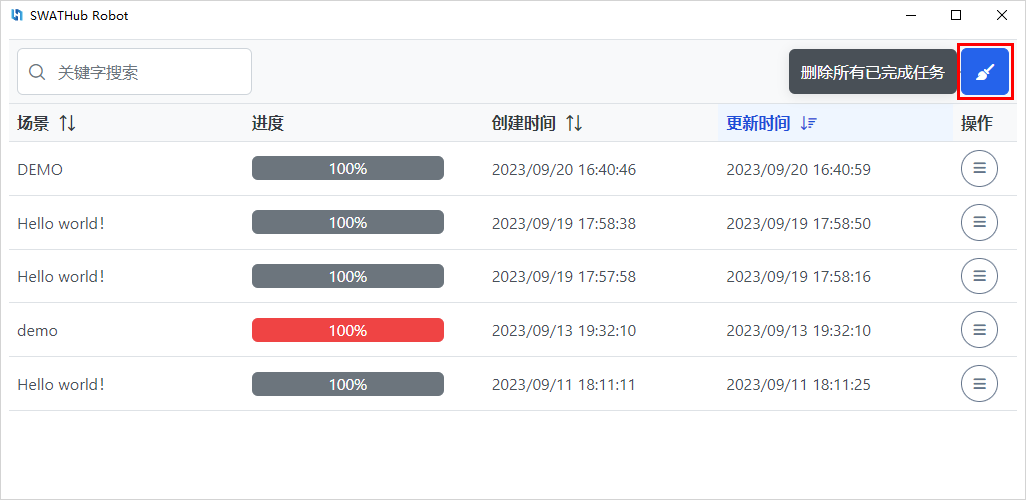 SWATHub Robot
关键字搜索 删除所有已完成任务
场景 进度 创建时间 更新时间 操作
DEMO 100% 2023/09/20 16:40:46 2023/09/20 16:40:59
Hello world! 100% 2023/09/19 17:58:38 2023/09/19 17:58:50
Hello world! 100% 2023/09/19 17:57:58 2023/09/19 17:58:16
demo 100% 2023/09/13 19:32:10 2023/09/13 19:32:10
Hello world! 100% 2023/09/11 18:11:11 2023/09/11 18:11:25